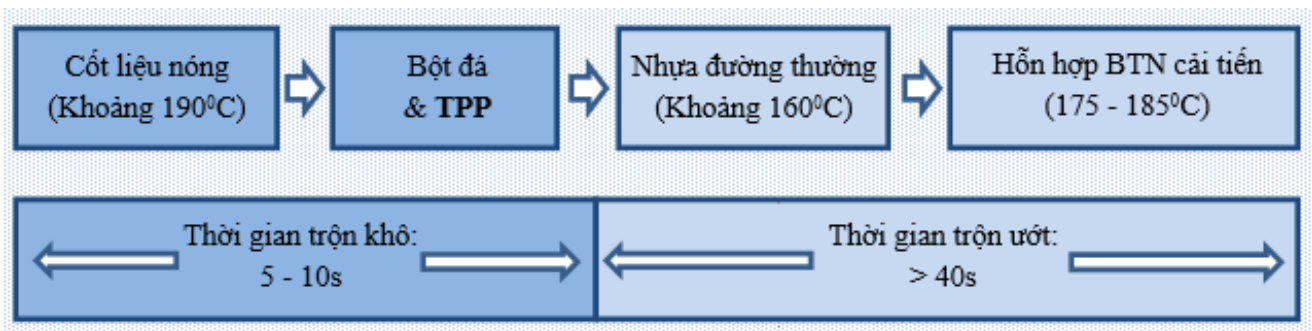 Cốt liệu nóng
(Khoảng 190⁰C)
Bột đá
& TPP
Nhựa đường thường
(Khoảng 160⁰C)
Hỗn hợp BTN cải tiến
(175 - 185⁰C)
Thời gian trộn khô:
5 - 10s
Thời gian trộn ướt:
> 40s